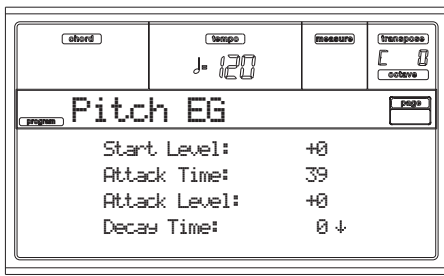 chord tempo measure transpose
♩= 120 C 0
octave
program Pitch EG page
Start Level: +0
Attack Time: 39
Attack Level: +0
Decay Time: 0 ↓